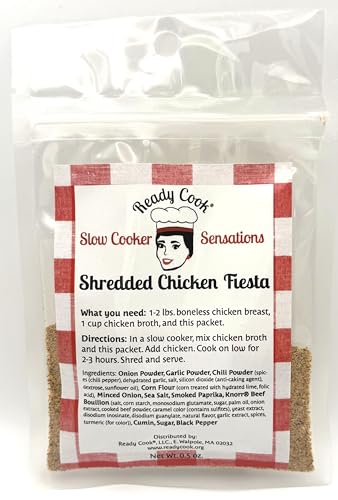 Ready Cook®
Slow Cooker Sensations
Shredded Chicken Fiesta
What you need: 1-2 lbs. boneless chicken breast,
1 cup chicken broth, and this packet.
Directions: In a slow cooker, mix chicken broth
and this packet. Add chicken. Cook on low for
2-3 hours. Shred and serve.
Ingredients: Onion Powder, Garlic Powder, Chili Powder (spic-
es (chili pepper), dehydrated garlic, salt, silicon dioxide (anti-caking agent),
dextrose, sunflower oil), Corn Flour (corn treated with hydrated lime, folic
acid), Minced Onion, Sea Salt, Smoked Paprika, Knorr® Beef
Bouillon (salt, corn starch, monosodium glutamate, sugar, palm oil, onion
extract, cooked beef powder, caramel color (contains sulfites), yeast extract,
disodium inosinate, disodium guanylate, natural flavor, garlic extract, spices,
turmeric (for color)), Cumin, Sugar, Black Pepper
Distributed by:
Ready Cook®, LLC., E. Walpole, MA 02032
www.readycook.org
Net Wt. 0.5 oz.